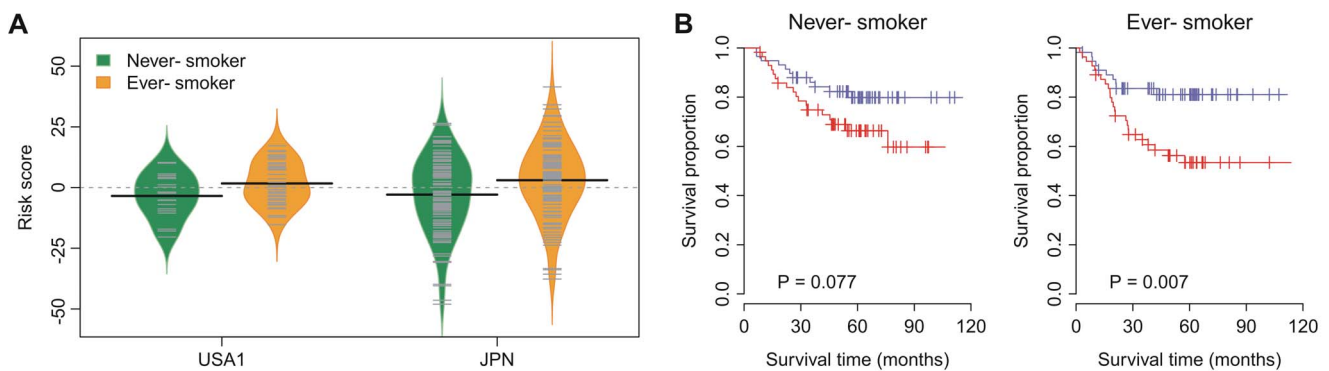 A
Never- smoker
Ever- smoker
Risk score
50
25
0
-25
-50
USA1
JPN
B
Never- smoker
Survival proportion
1.0
0.8
0.6
0.4
0.2
0.0
P = 0.077
0 30 60 90 120
Survival time (months)
Ever- smoker
Survival proportion
1.0
0.8
0.6
0.4
0.2
0.0
P = 0.007
0 30 60 90 120
Survival time (months)